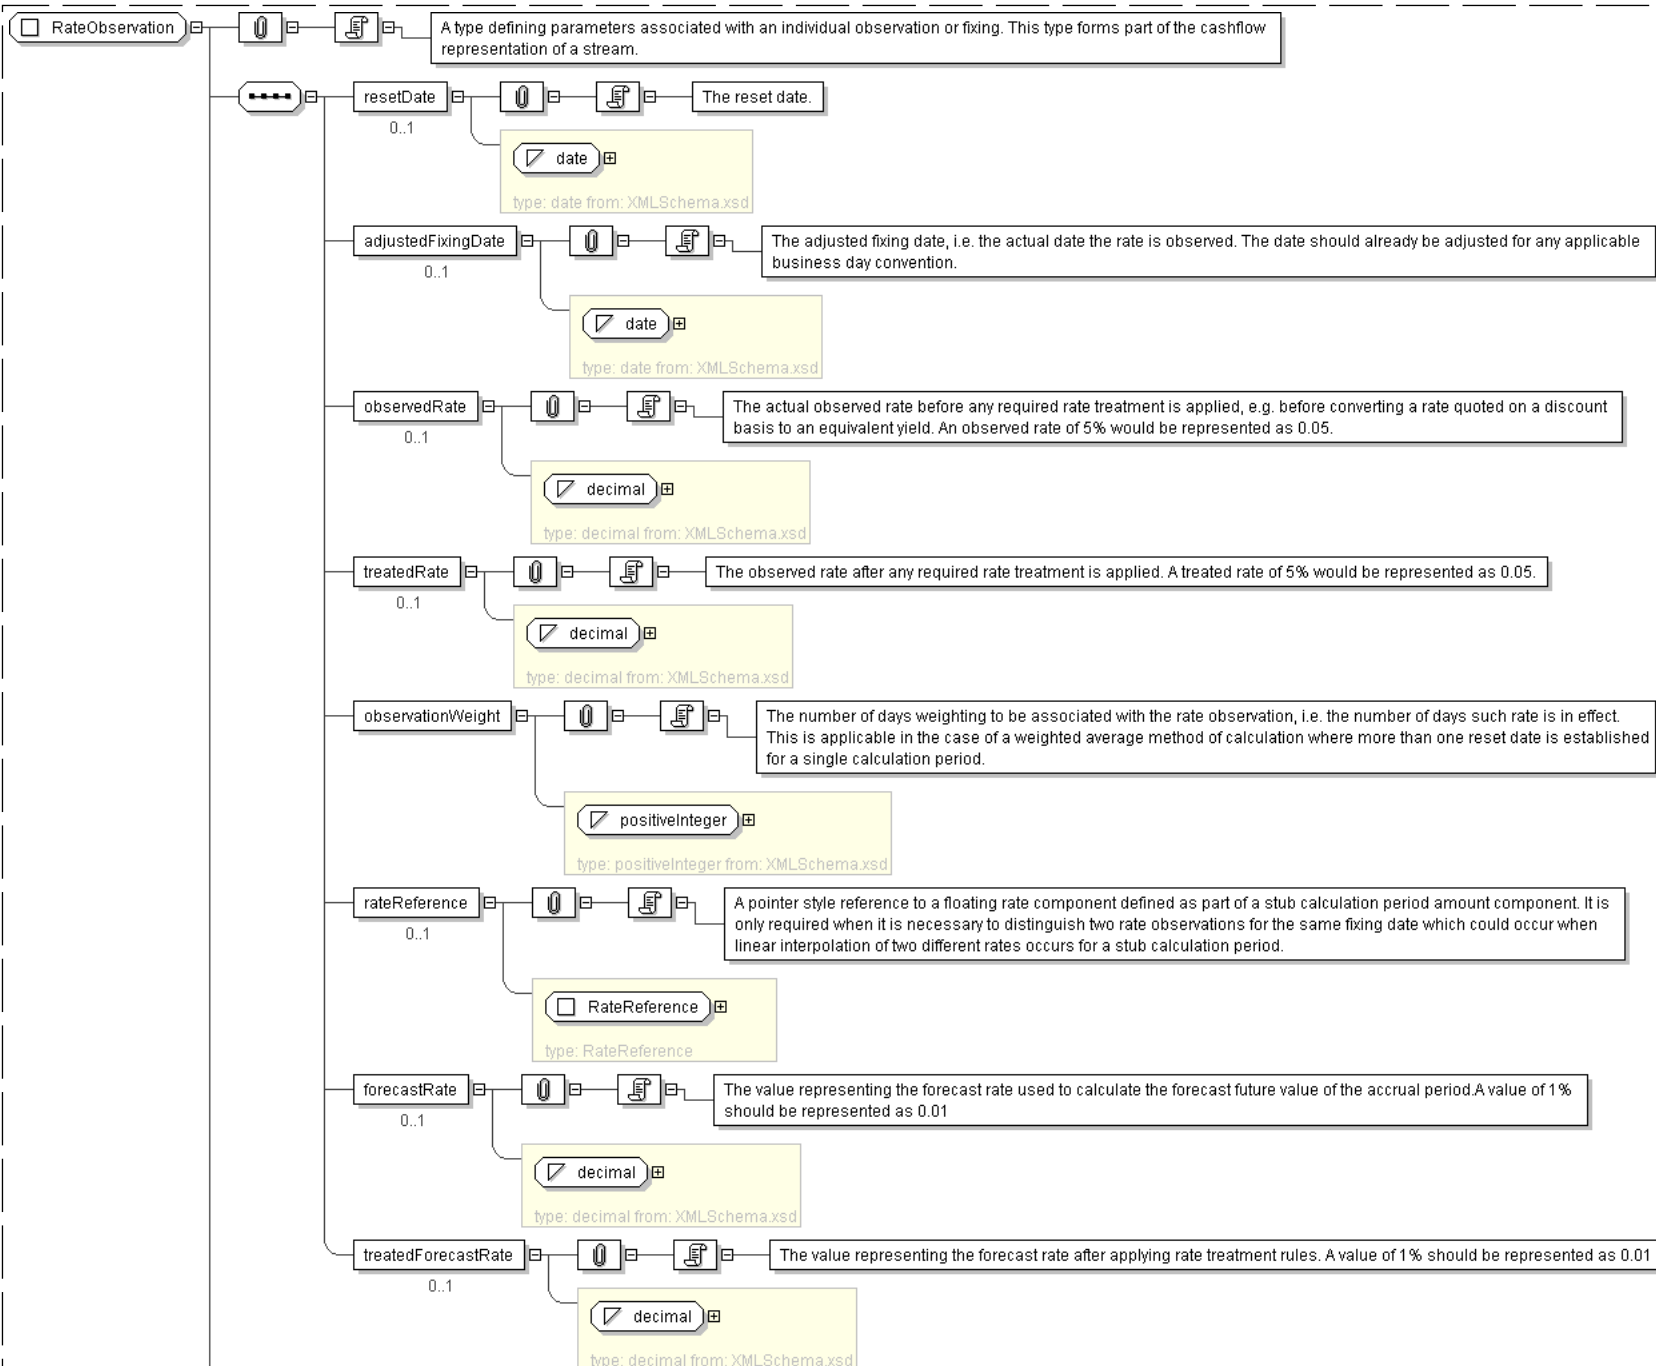 RateObservation
A type defining parameters associated with an individual observation or fixing. This type forms part of the cashflow
representation of a stream.
resetDate
The reset date.
0..1
date
type: date from: XMLSchema.xsd
adjustedFixingDate
The adjusted fixing date, i.e. the actual date the rate is observed. The date should already be adjusted for any applicable
business day convention.
0..1
date
type: date from: XMLSchema.xsd
observedRate
The actual observed rate before any required rate treatment is applied, e.g. before converting a rate quoted on a discount
basis to an equivalent yield. An observed rate of 5% would be represented as 0.05.
0..1
decimal
type: decimal from: XMLSchema.xsd
treatedRate
The observed rate after any required rate treatment is applied. A treated rate of 5% would be represented as 0.05.
0..1
decimal
type: decimal from: XMLSchema.xsd
observationWeight
The number of days weighting to be associated with the rate observation, i.e. the number of days such rate is in effect.
This is applicable in the case of a weighted average method of calculation where more than one reset date is established
for a single calculation period.
positiveInteger
type: positiveInteger from: XMLSchema.xsd
rateReference
A pointer style reference to a floating rate component defined as part of a stub calculation period amount component. It is
only required when it is necessary to distinguish two rate observations for the same fixing date which could occur when
linear interpolation of two different rates occurs for a stub calculation period.
0..1
RateReference
type: RateReference
forecastRate
The value representing the forecast rate used to calculate the forecast future value of the accrual period.A value of 1%
should be represented as 0.01
0..1
decimal
type: decimal from: XMLSchema.xsd
treatedForecastRate
The value representing the forecast rate after applying rate treatment rules. A value of 1% should be represented as 0.01
0..1
decimal
type: decimal from: XMLSchema.xsd